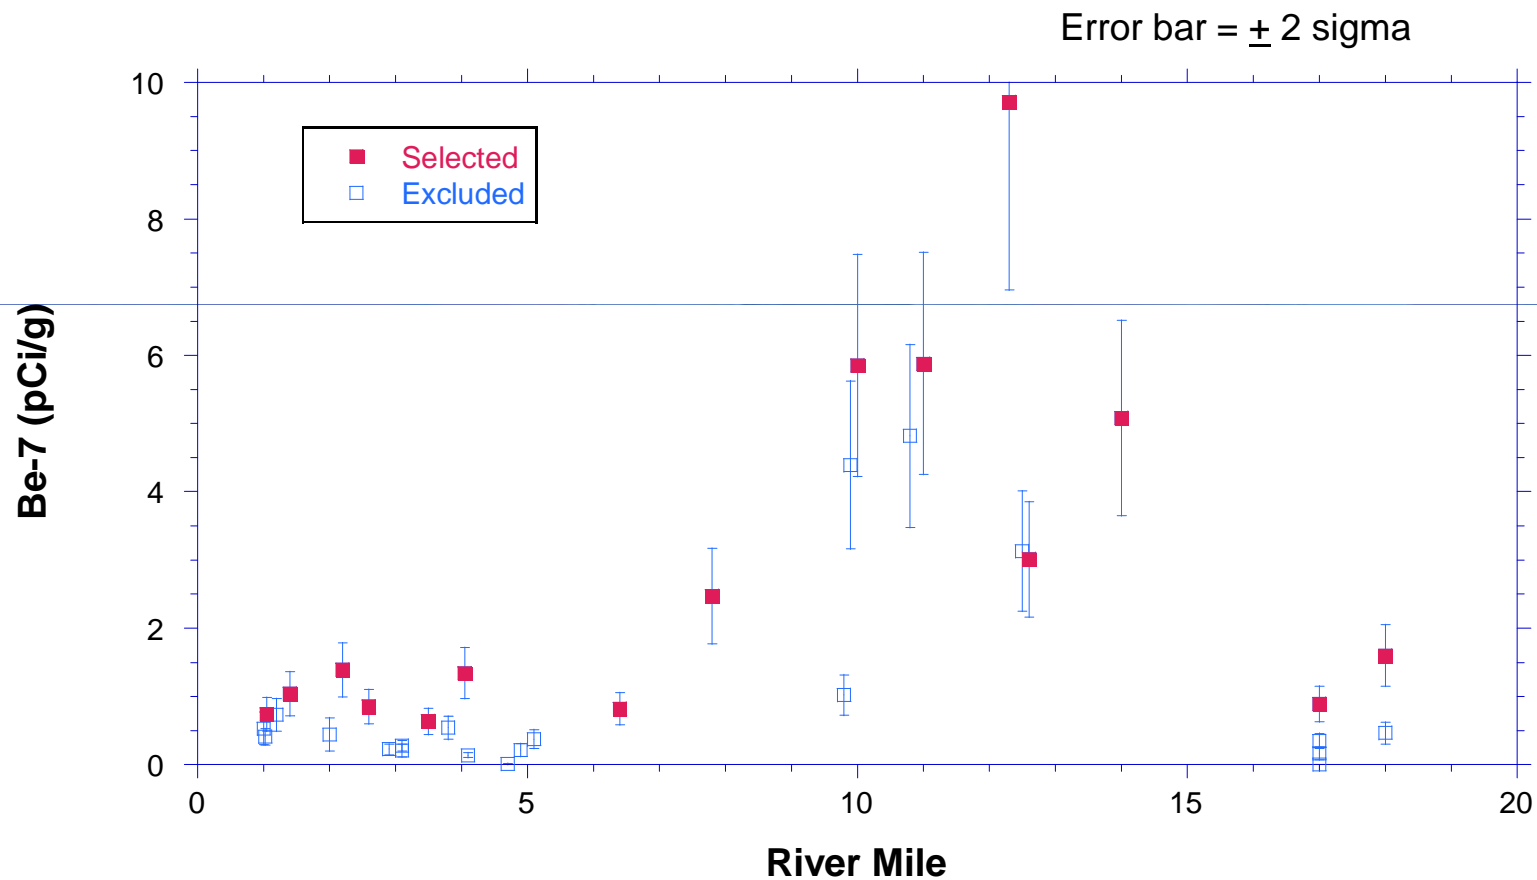 Error bar = ± 2 sigma
10
Selected
Excluded
8
6
4
2
0
Be-7 (pCi/g)
0 5 10 15 20
River Mile